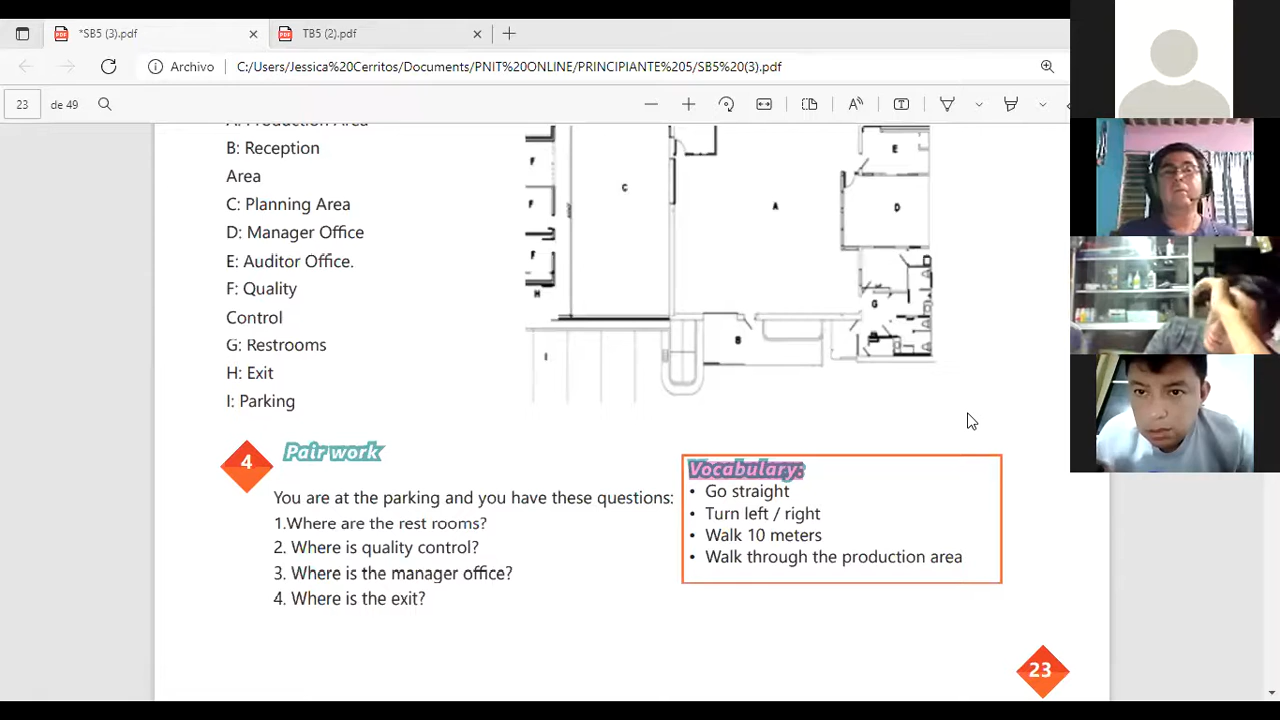 *SB5 (3).pdf
TB5 (2).pdf
Archivo
C:/Users/Jessica%20Cerritos/Documents/PNIT%20ONLINE/PRINCIPIANTE%205/SB5%20(3).pdf
23
de 49
A: Production Area
B: Reception
Area
C: Planning Area
D: Manager Office
E: Auditor Office.
F: Quality
Control
G: Restrooms
H: Exit
I: Parking
F
F
F
H
C
A
E
D
G
B
I
4
Pair work
You are at the parking and you have these questions:
1.Where are the rest rooms?
2. Where is quality control?
3. Where is the manager office?
4. Where is the exit?
Vocabulary:
• Go straight
• Turn left / right
• Walk 10 meters
• Walk through the production area
23